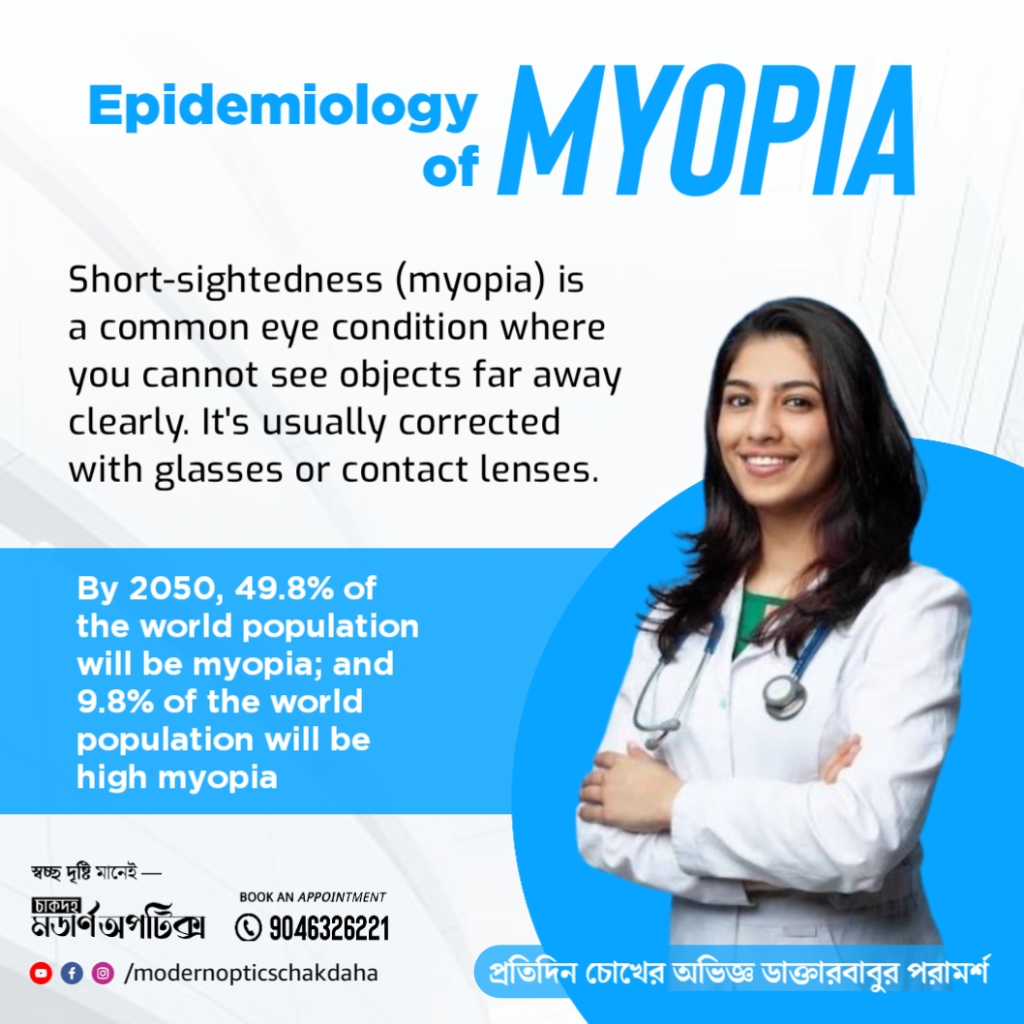 Epidemiology
of MYOPIA
Short-sightedness (myopia) is
a common eye condition where
you cannot see objects far away
clearly. It's usually corrected
with glasses or contact lenses.
By 2050, 49.8% of
the world population
will be myopia; and
9.8% of the world
population will be
high myopia
স্বচ্ছ দৃষ্টি মানেই —
চাকদহ
মডার্ণ অপটিক্স
BOOK AN APPOINTMENT
9046326221
/modernopticschakdaha
প্রতিদিন চোখের অভিজ্ঞ ডাক্তারবাবুর পরামর্শ